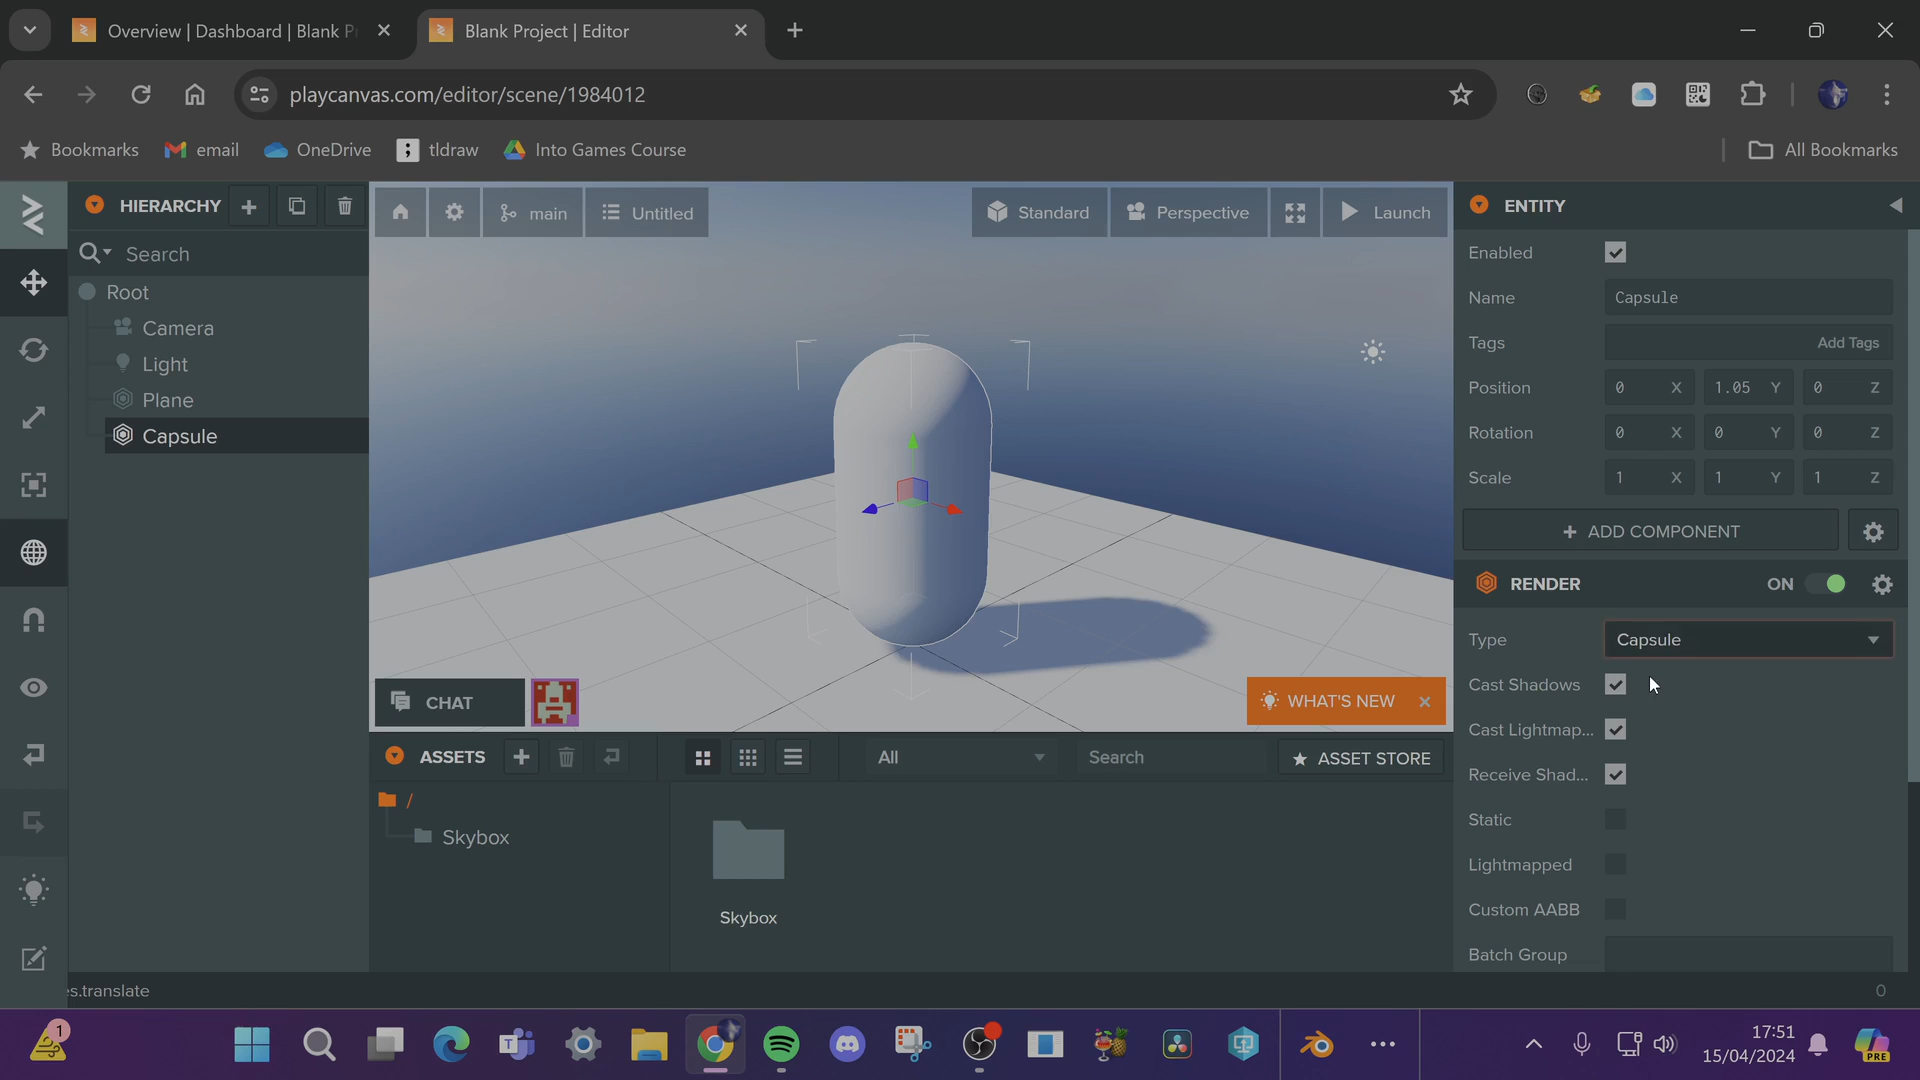 Overview | Dashboard | Blank P
Blank Project | Editor
playcanvas.com/editor/scene/1984012
Bookmarks
email
OneDrive
tldraw
Into Games Course
All Bookmarks
HIERARCHY
Search
Root
Camera
Light
Plane
Capsule
main
Untitled
Standard
Perspective
Launch
CHAT
WHAT'S NEW
ASSETS
All
Search
ASSET STORE
/
Skybox
Skybox
ENTITY
Enabled
Name
Capsule
Tags
Add Tags
Position
0 X 1.05 Y 0 Z
Rotation
0 X 0 Y 0 Z
Scale
1 X 1 Y 1 Z
ADD COMPONENT
RENDER
ON
Type
Capsule
Cast Shadows
Cast Lightmap...
Receive Shad...
Static
Lightmapped
Custom AABB
Batch Group
es.translate
0
1
17:51
15/04/2024
PRE